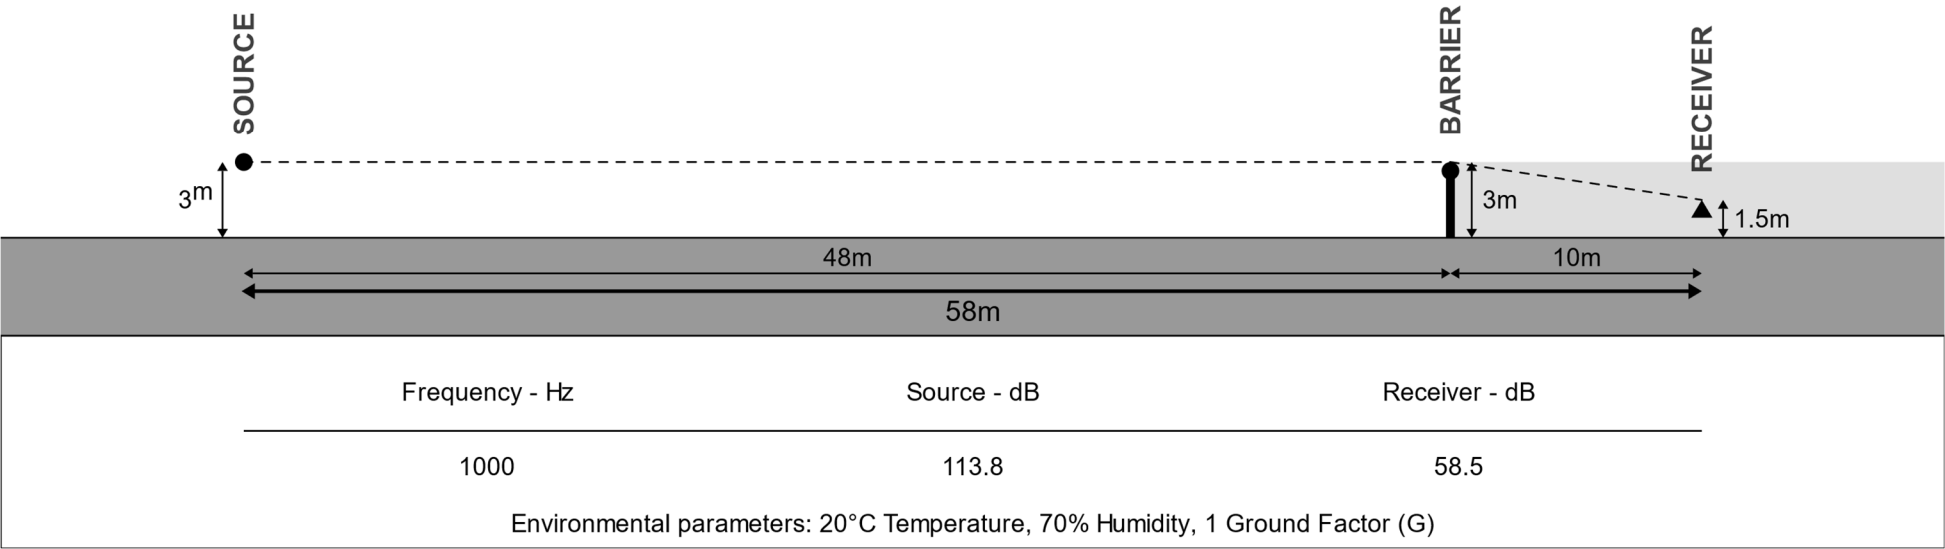 SOURCE
BARRIER
RECEIVER
3m
3m
1.5m
48m
10m
58m
Frequency - Hz
Source - dB
Receiver - dB
1000
113.8
58.5
Environmental parameters: 20°C Temperature, 70% Humidity, 1 Ground Factor (G)